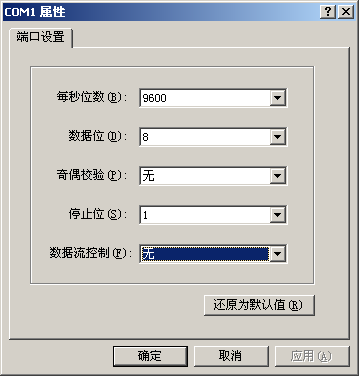 COM1 属性
端口设置
每秒位数(B): 9600
数据位(D): 8
奇偶校验(P): 无
停止位(S): 1
数据流控制(F): 无
还原为默认值(R)
确定 取消 应用(A)